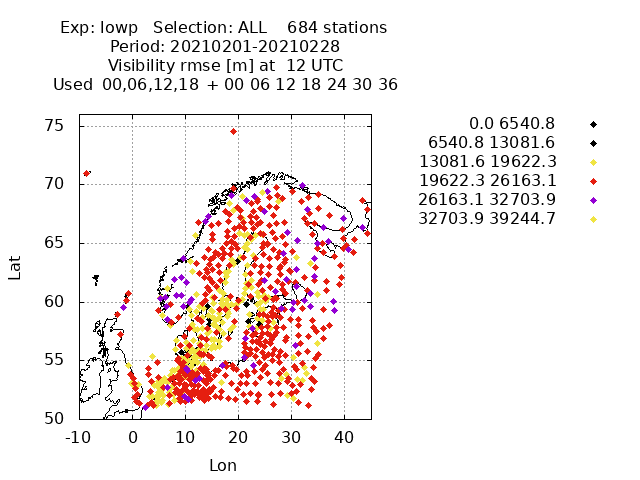 Exp: lowp   Selection: ALL    684 stations
Period: 20210201-20210228
Visibility rmse [m] at  12 UTC
Used  00,06,12,18  + 00 06 12 18 24 30 36
0.0 6540.8
6540.8 13081.6
13081.6 19622.3
19622.3 26163.1
26163.1 32703.9
32703.9 39244.7
75
70
65
60
55
50
Lat
-10 0 10 20 30 40
Lon